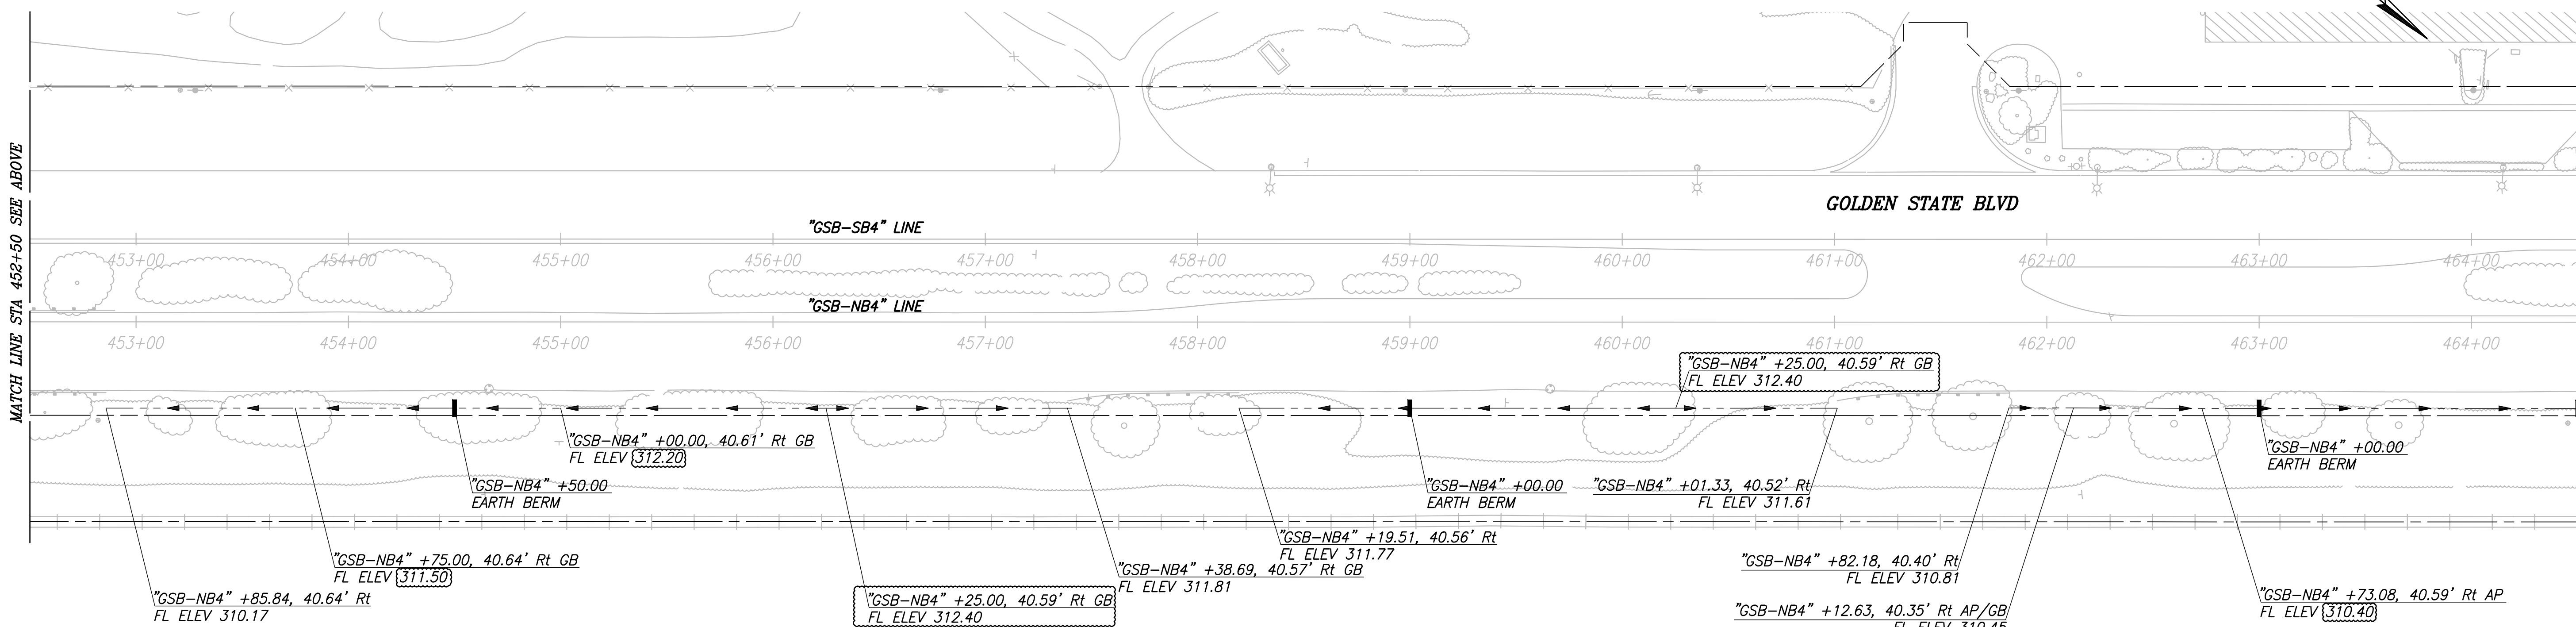 MATCH LINE STA 452+50 SEE ABOVE
GOLDEN STATE BLVD
"GSB-SB4" LINE
453+00 454+00 455+00 456+00 457+00 458+00 459+00 460+00 461+00 462+00 463+00 464+00
"GSB-NB4" LINE
453+00 454+00 455+00 456+00 457+00 458+00 459+00 460+00 461+00 462+00 463+00 464+00
"GSB-NB4" +25.00, 40.59' Rt GB
FL ELEV 312.40
"GSB-NB4" +00.00, 40.61' Rt GB
FL ELEV 312.20
"GSB-NB4" +00.00
EARTH BERM
"GSB-NB4" +50.00
EARTH BERM
"GSB-NB4" +00.00
EARTH BERM
"GSB-NB4" +01.33, 40.52' Rt
FL ELEV 311.61
"GSB-NB4" +19.51, 40.56' Rt
FL ELEV 311.77
"GSB-NB4" +75.00, 40.64' Rt GB
FL ELEV 311.50
"GSB-NB4" +38.69, 40.57' Rt GB
FL ELEV 311.81
"GSB-NB4" +82.18, 40.40' Rt
FL ELEV 310.81
"GSB-NB4" +85.84, 40.64' Rt
FL ELEV 310.17
"GSB-NB4" +25.00, 40.59' Rt GB
FL ELEV 312.40
"GSB-NB4" +12.63, 40.35' Rt AP/GB
FL ELEV 310.45
"GSB-NB4" +73.08, 40.59' Rt AP
FL ELEV 310.40